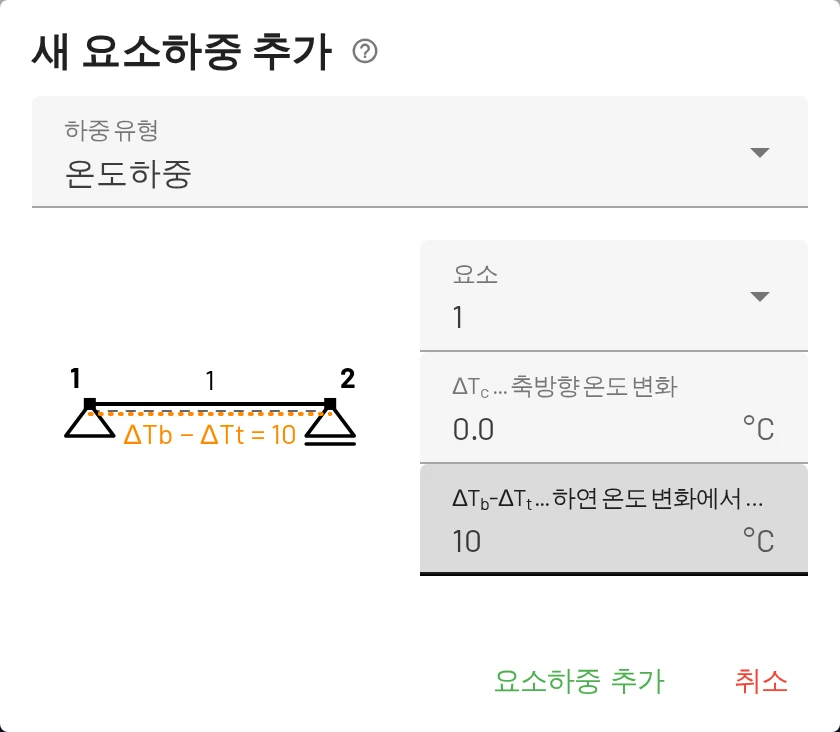 새 요소하중 추가 ?
하중 유형
온도하중
요소
1
1 1 2
ΔTb − ΔTt = 10
ΔTc ... 축방향 온도 변화
0.0 °C
ΔTb-ΔTt ... 하연 온도 변화에서 ...
10 °C
요소하중 추가 취소